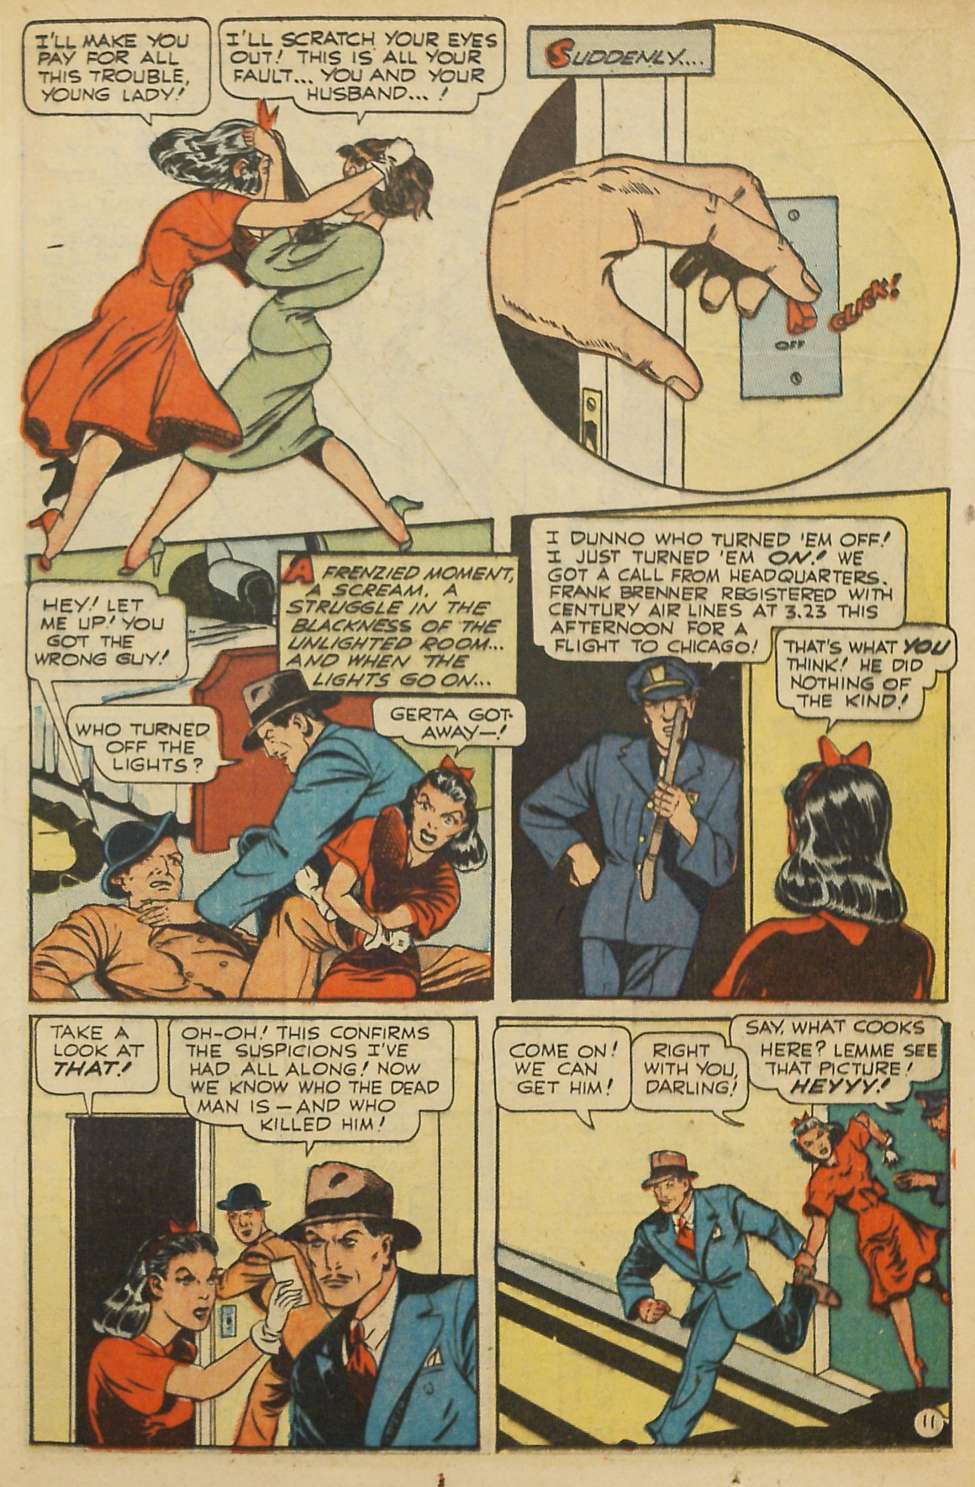 I'LL MAKE YOU
PAY FOR ALL
THIS TROUBLE,
YOUNG LADY!
I'LL SCRATCH YOUR EYES
OUT! THIS IS ALL YOUR
FAULT... YOU AND YOUR
HUSBAND...!
SUDDENLY....
CLICK!
OFF
HEY! LET
ME UP! YOU
GOT THE
WRONG GUY!
A FRENZIED MOMENT,
A SCREAM, A
STRUGGLE IN THE
BLACKNESS OF THE
UNLIGHTED ROOM...
AND WHEN THE
LIGHTS GO ON...
WHO TURNED
OFF THE
LIGHTS?
GERTA GOT-
AWAY—!
I DUNNO WHO TURNED 'EM OFF!
I JUST TURNED 'EM ON! WE
GOT A CALL FROM HEADQUARTERS.
FRANK BRENNER REGISTERED WITH
CENTURY AIR LINES AT 3.23 THIS
AFTERNOON FOR A
FLIGHT TO CHICAGO!
THAT'S WHAT YOU
THINK! HE DID
NOTHING OF
THE KIND!
TAKE A
LOOK AT
THAT!
OH-OH! THIS CONFIRMS
THE SUSPICIONS I'VE
HAD ALL ALONG! NOW
WE KNOW WHO THE DEAD
MAN IS — AND WHO
KILLED HIM!
COME ON!
WE CAN
GET HIM!
RIGHT
WITH YOU,
DARLING!
SAY, WHAT COOKS
HERE? LEMME SEE
THAT PICTURE!
HEYYY!
11